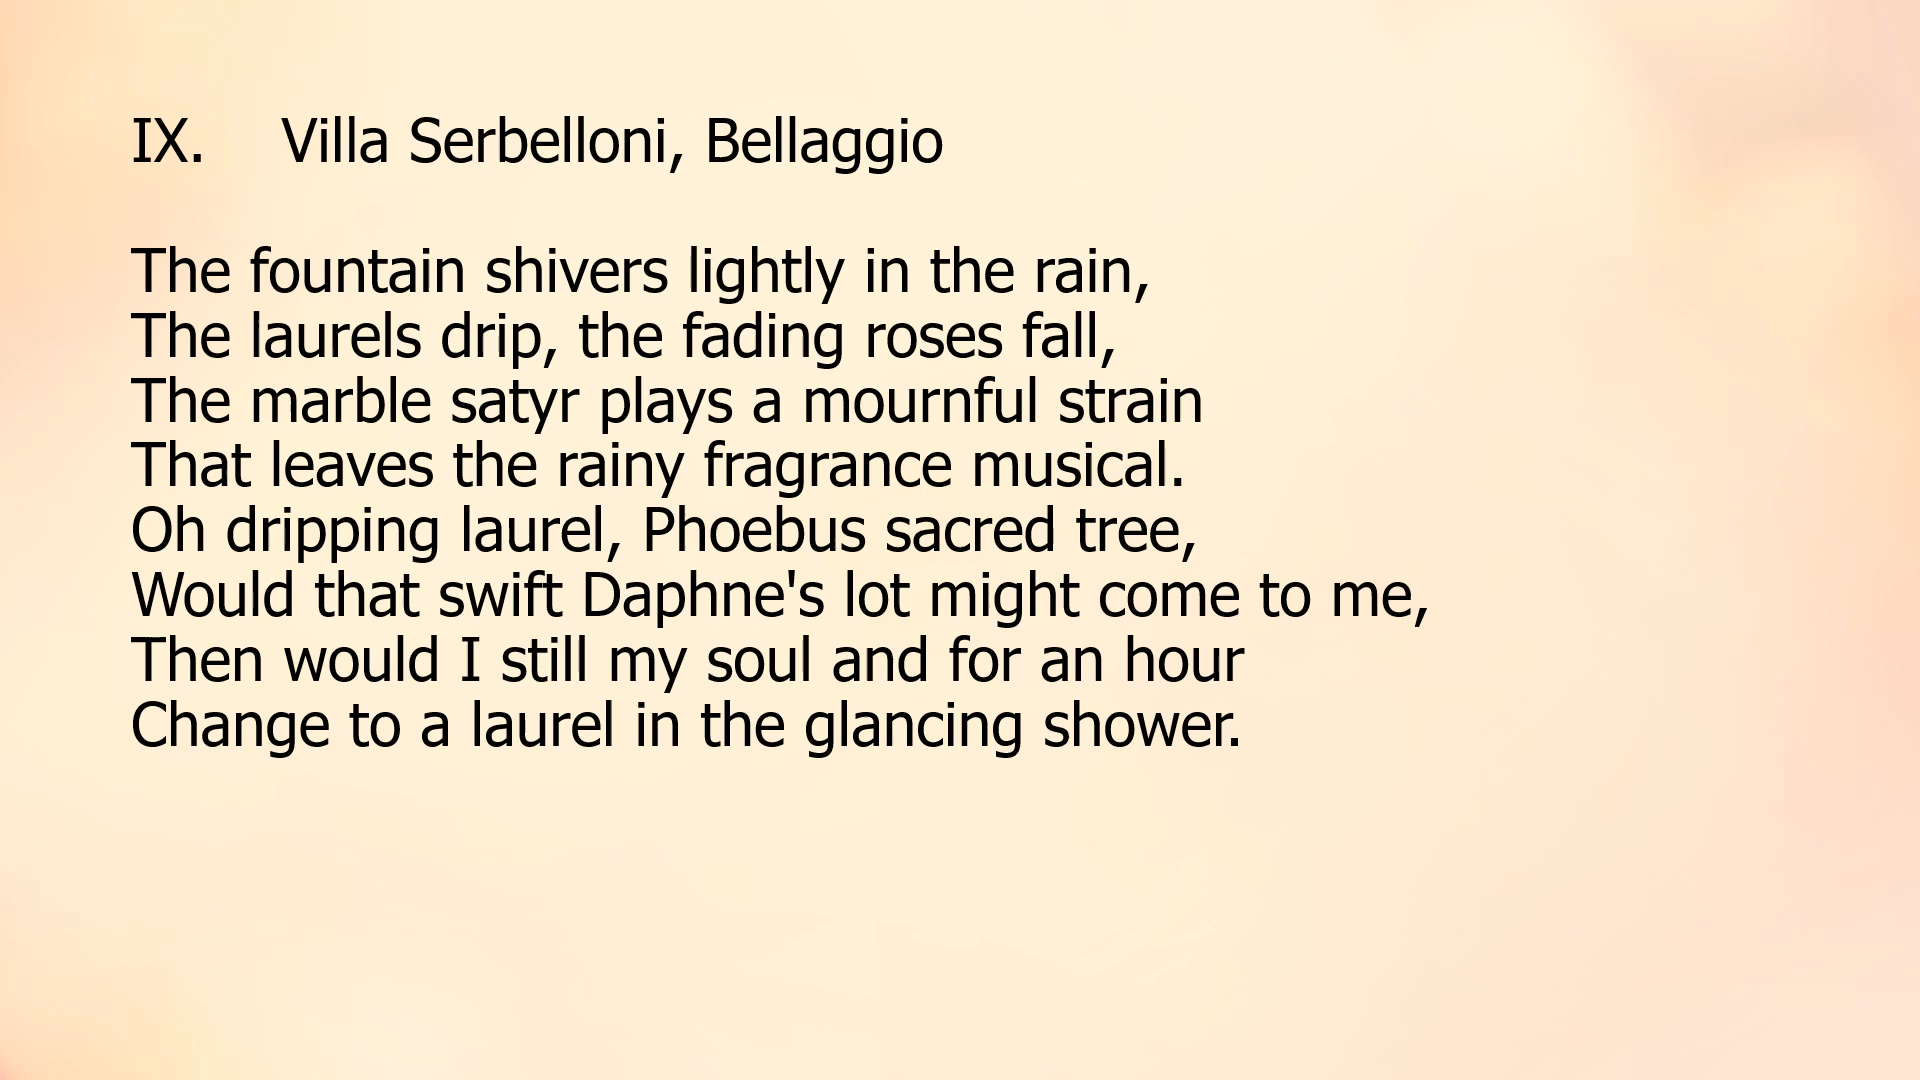 IX. Villa Serbelloni, Bellaggio
The fountain shivers lightly in the rain,
The laurels drip, the fading roses fall,
The marble satyr plays a mournful strain
That leaves the rainy fragrance musical.
Oh dripping laurel, Phoebus sacred tree,
Would that swift Daphne's lot might come to me,
Then would I still my soul and for an hour
Change to a laurel in the glancing shower.